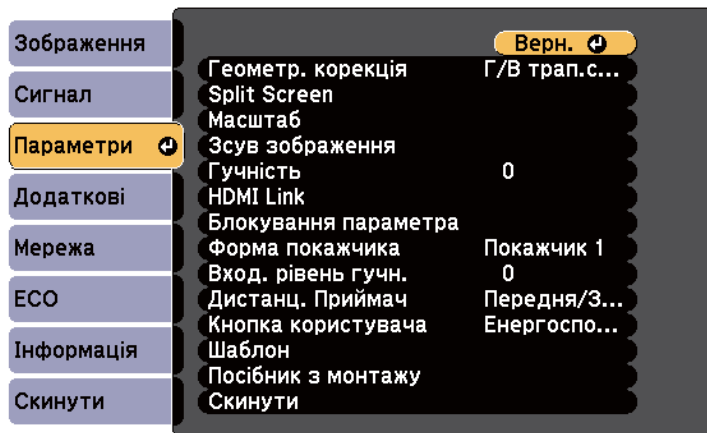 Зображення
Сигнал
Параметри
Додаткові
Мережа
ECO
Інформація
Скинути
Верн.
Геометр. корекція Г/В трап.с...
Split Screen
Масштаб
Зсув зображення
Гучність 0
HDMI Link
Блокування параметра
Форма покажчика Покажчик 1
Вход. рівень гучн. 0
Дистанц. Приймач Передня/З...
Кнопка користувача Енергоспо...
Шаблон
Посібник з монтажу
Скинути